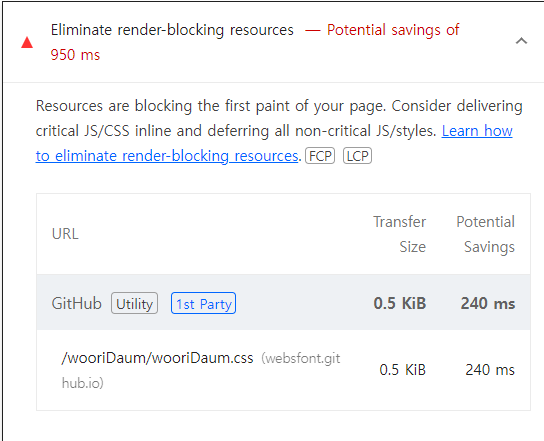 Eliminate render-blocking resources — Potential savings of
950 ms
Resources are blocking the first paint of your page. Consider delivering
critical JS/CSS inline and deferring all non-critical JS/styles. Learn how
to eliminate render-blocking resources. FCP LCP
URL Transfer Size Potential Savings
GitHub Utility 1st Party 0.5 KiB 240 ms
/wooriDaum/wooriDaum.css (websfont.git
hub.io) 0.5 KiB 240 ms